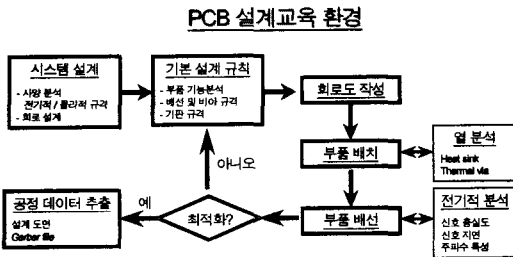 PCB 설계교육 환경
시스템 설계
- 사양 분석
전기적 / 물리적 규격
- 회로 설계
기본 설계 규칙
- 부품 기능분석
- 배선 및 비아 규격
- 기판 규격
회로도 작성
부품 배치
열 분석
Heat sink
Thermal via
아니오
공정 데이터 추출
설계 도면
Gerber file
예
최적화?
부품 배선
전기적 분석
신호 충실도
신호 지연
주파수 특성